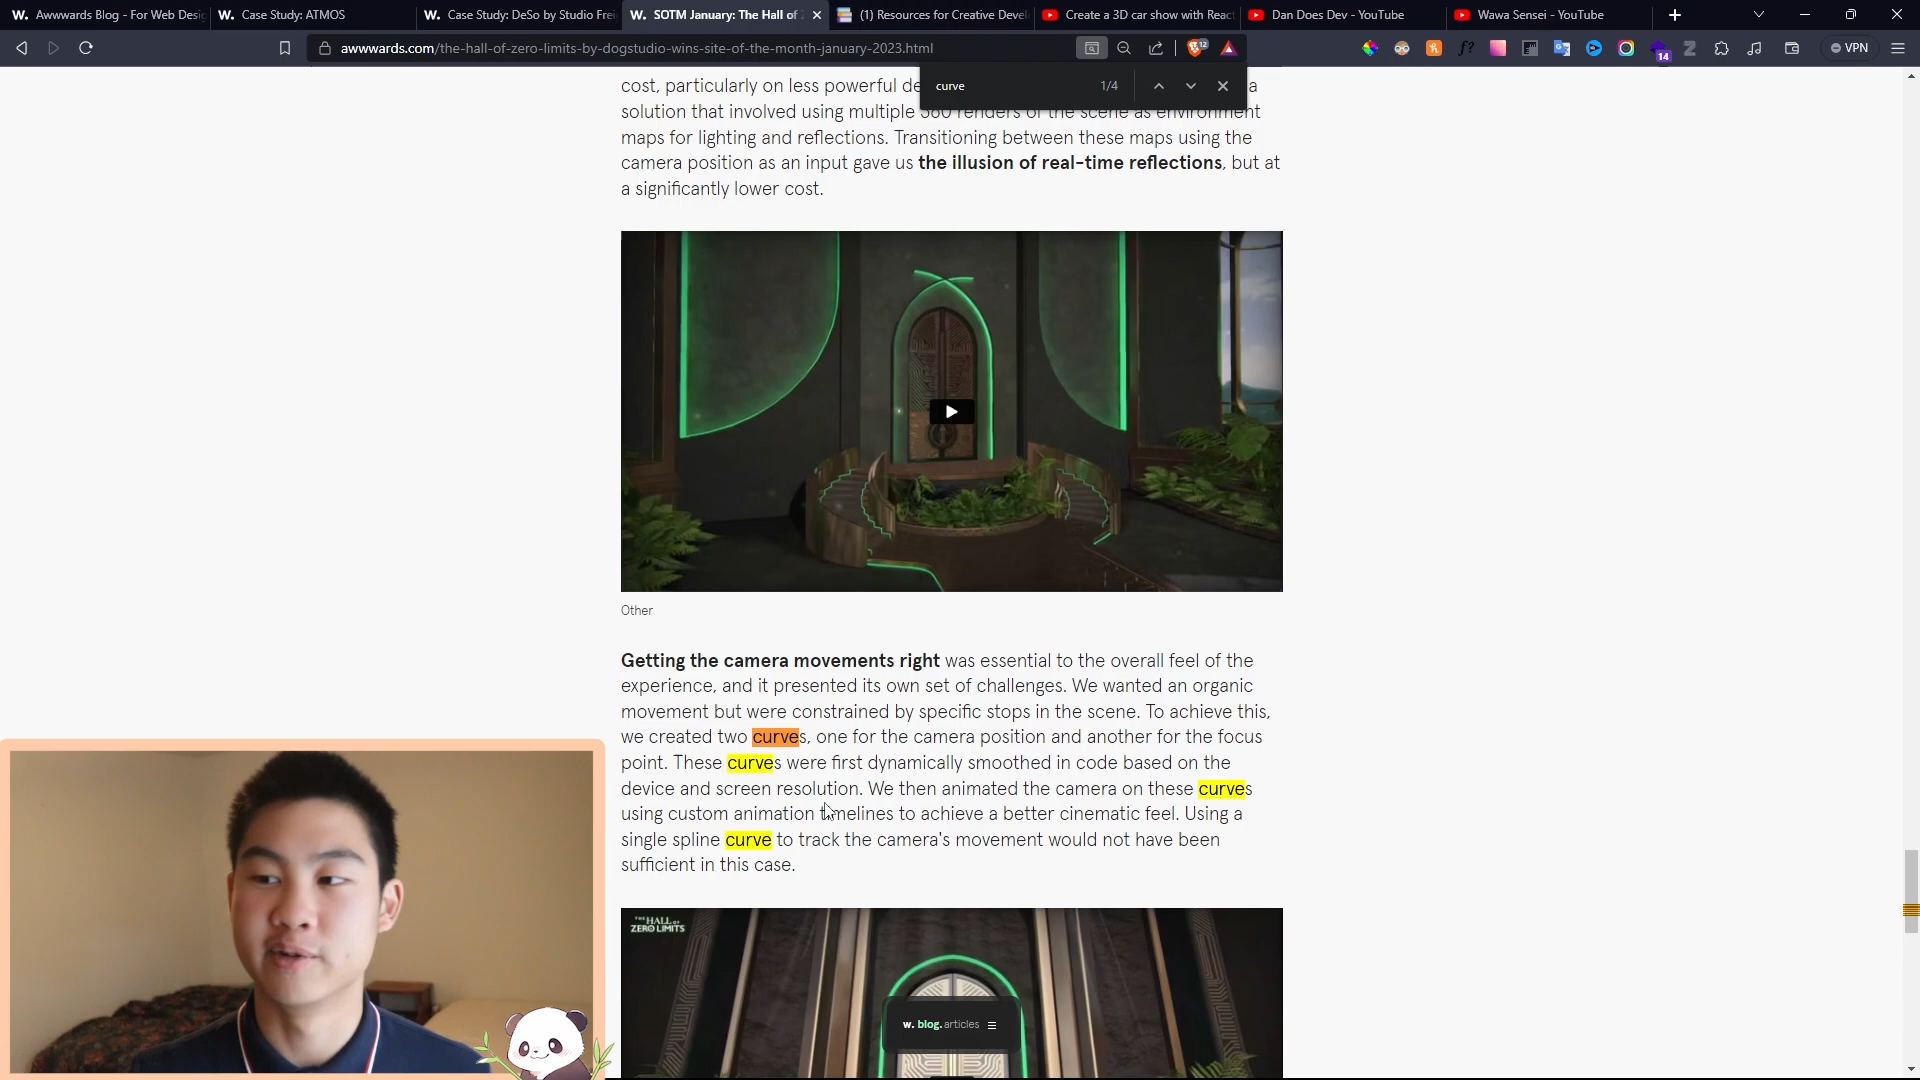 W. Awwwards Blog - For Web Desi
W. Case Study: ATMOS
W. Case Study: DeSo by Studio Frei
W. SOTM January: The Hall of
(1) Resources for Creative Devel
Create a 3D car show with Reac
Dan Does Dev - YouTube
Wawa Sensei - YouTube
awwwards.com/the-hall-of-zero-limits-by-dogstudio-wins-site-of-the-month-january-2023.html
12
14
VPN
curve 1/4
cost, particularly on less powerful de a
solution that involved using multiple 360 renders of the scene as environment
maps for lighting and reflections. Transitioning between these maps using the
camera position as an input gave us the illusion of real-time reflections, but at
a significantly lower cost.
Other
Getting the camera movements right was essential to the overall feel of the
experience, and it presented its own set of challenges. We wanted an organic
movement but were constrained by specific stops in the scene. To achieve this,
we created two curves, one for the camera position and another for the focus
point. These curves were first dynamically smoothed in code based on the
device and screen resolution. We then animated the camera on these curves
using custom animation timelines to achieve a better cinematic feel. Using a
single spline curve to track the camera's movement would not have been
sufficient in this case.
THE HALL OF
ZERO LIMITS
w. blog.articles